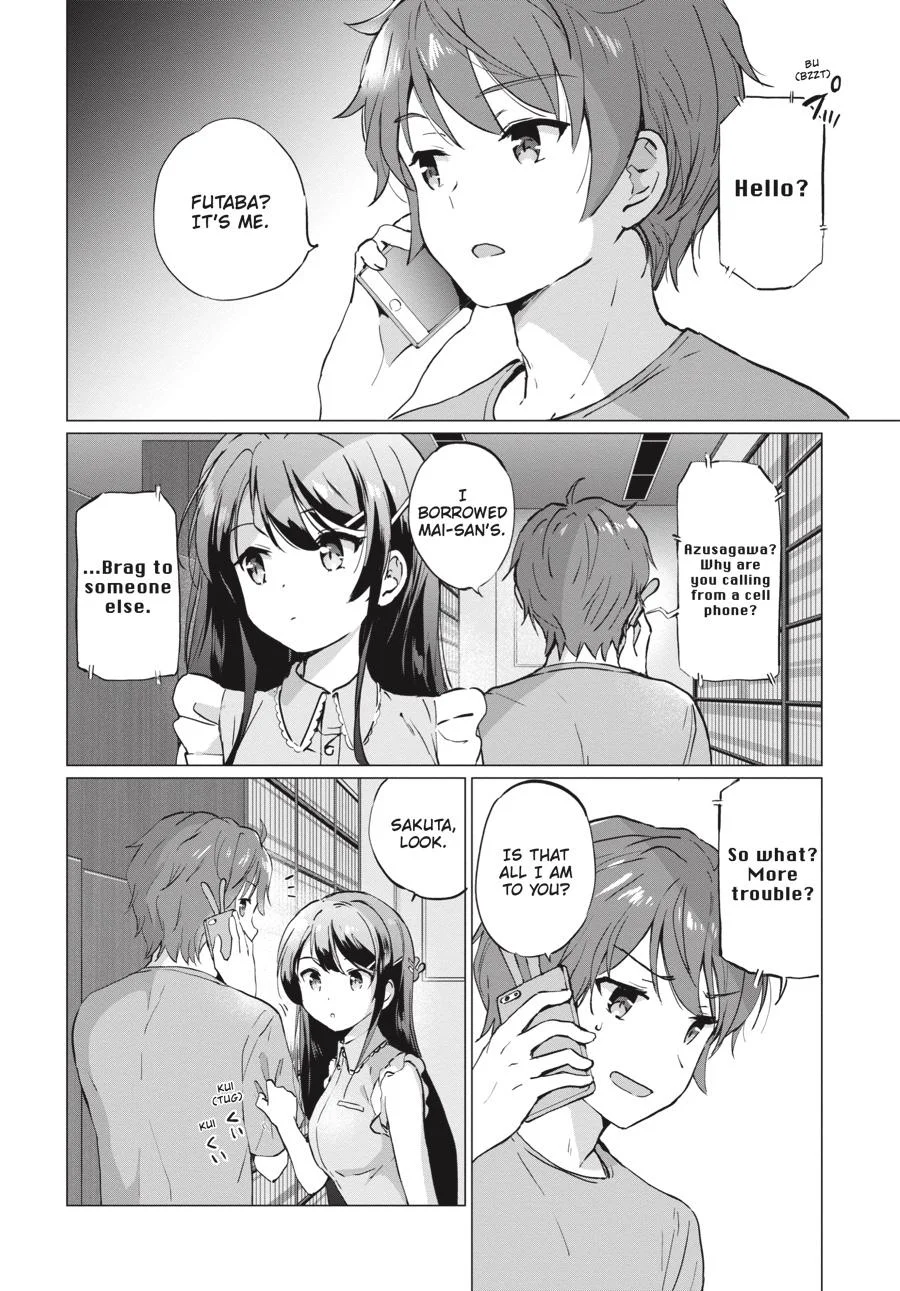 BU
(BZZT)
プツ
Hello?
FUTABA?
IT'S ME.
Azusagawa?
Why are
you calling
from a cell
phone?
I
BORROWED
MAI-SAN'S.
...Brag to
someone
else.
So what?
More
trouble?
IS THAT
ALL I AM
TO YOU?
SAKUTA,
LOOK.
KUI
(TUG)
くい
KUI
くい